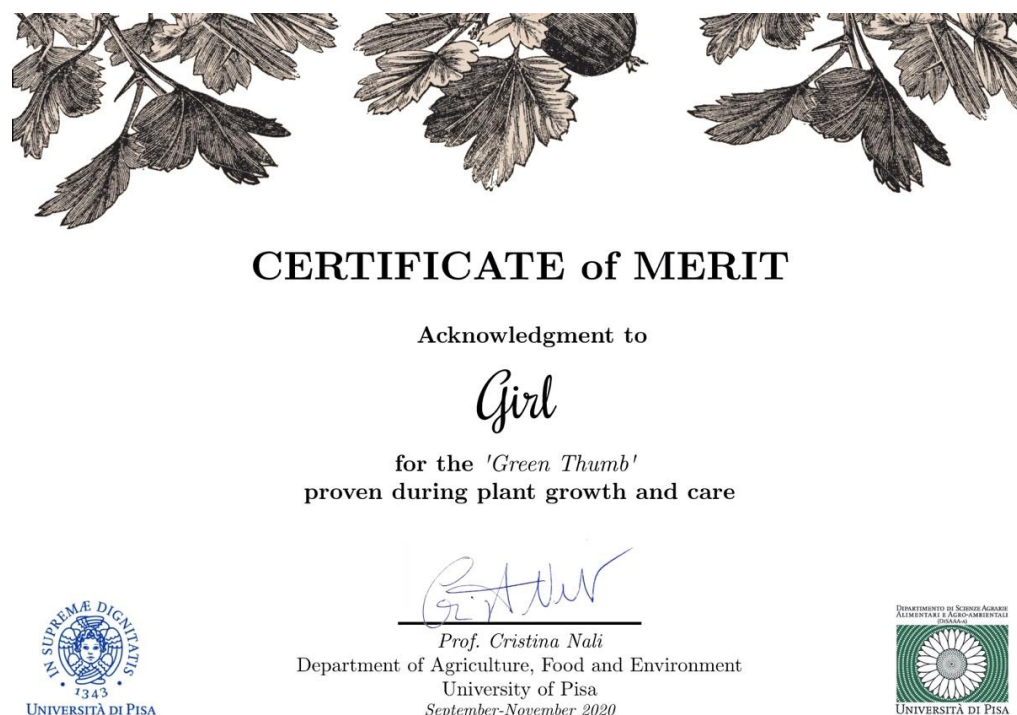 CERTIFICATE of MERIT
Acknowledgment to
Girl
for the 'Green Thumb'
proven during plant growth and care
Prof. Cristina Nali
Department of Agriculture, Food and Environment
University of Pisa
September-November 2020
IN SUPREMÆ DIGNITATIS
1343
UNIVERSITÀ DI PISA
DIPARTIMENTO DI SCIENZE AGRARIE
ALIMENTARI E AGRO-AMBIENTALI
(DiSAAA-a)
UNIVERSITÀ DI PISA